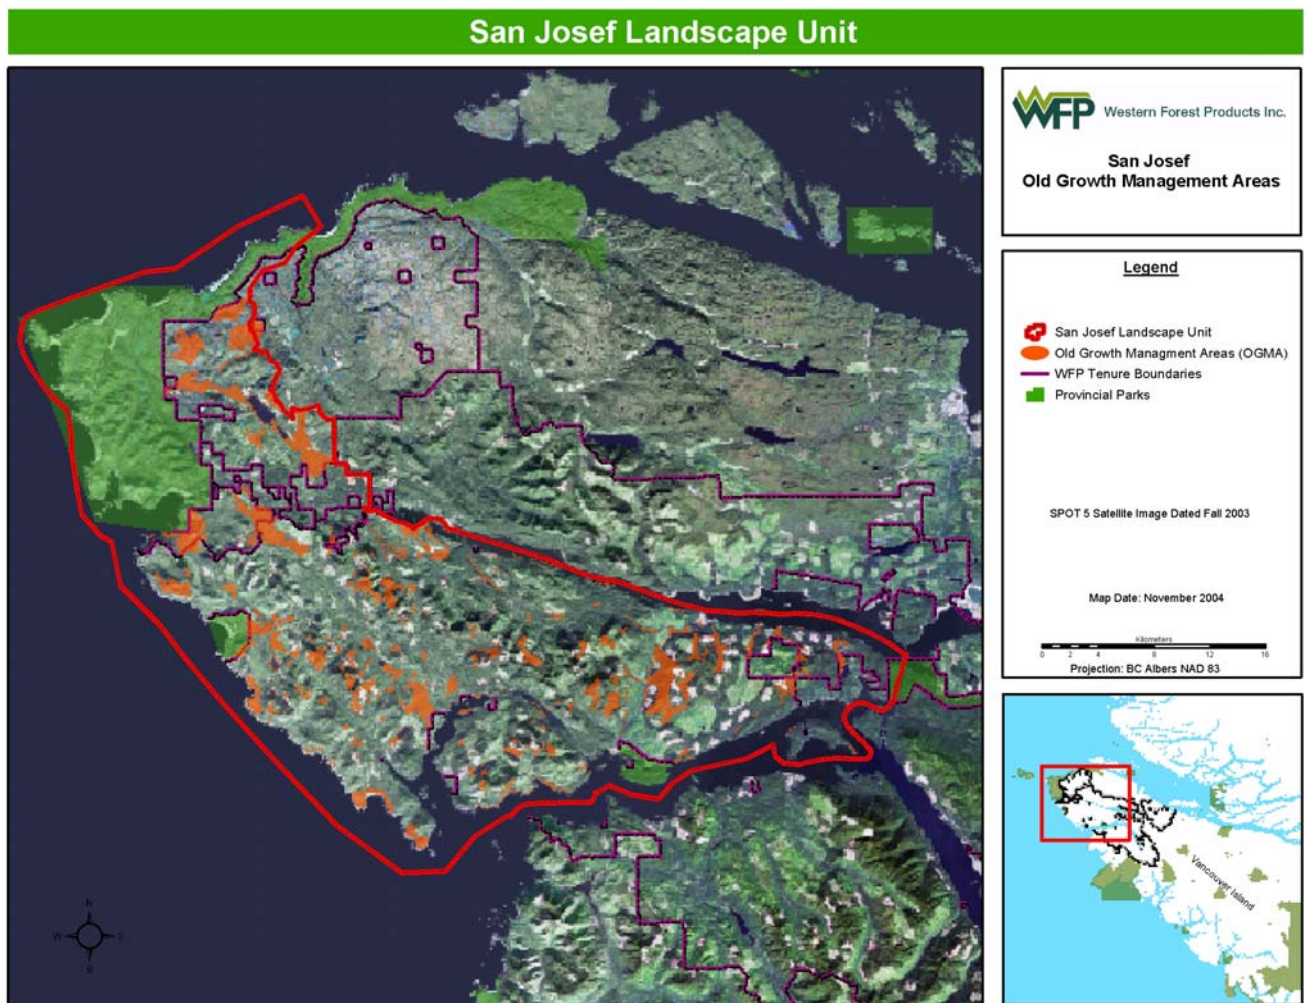 San Josef Landscape Unit
WFP Western Forest Products Inc.
San Josef
Old Growth Management Areas
Legend
San Josef Landscape Unit
Old Growth Managment Areas (OGMA)
WFP Tenure Boundaries
Provincial Parks
SPOT 5 Satellite Image Dated Fall 2003
Map Date: November 2004
Kilometers
0 2 4 8 12 16
Projection: BC Albers NAD 83
Vancouver Island
N
W E
S